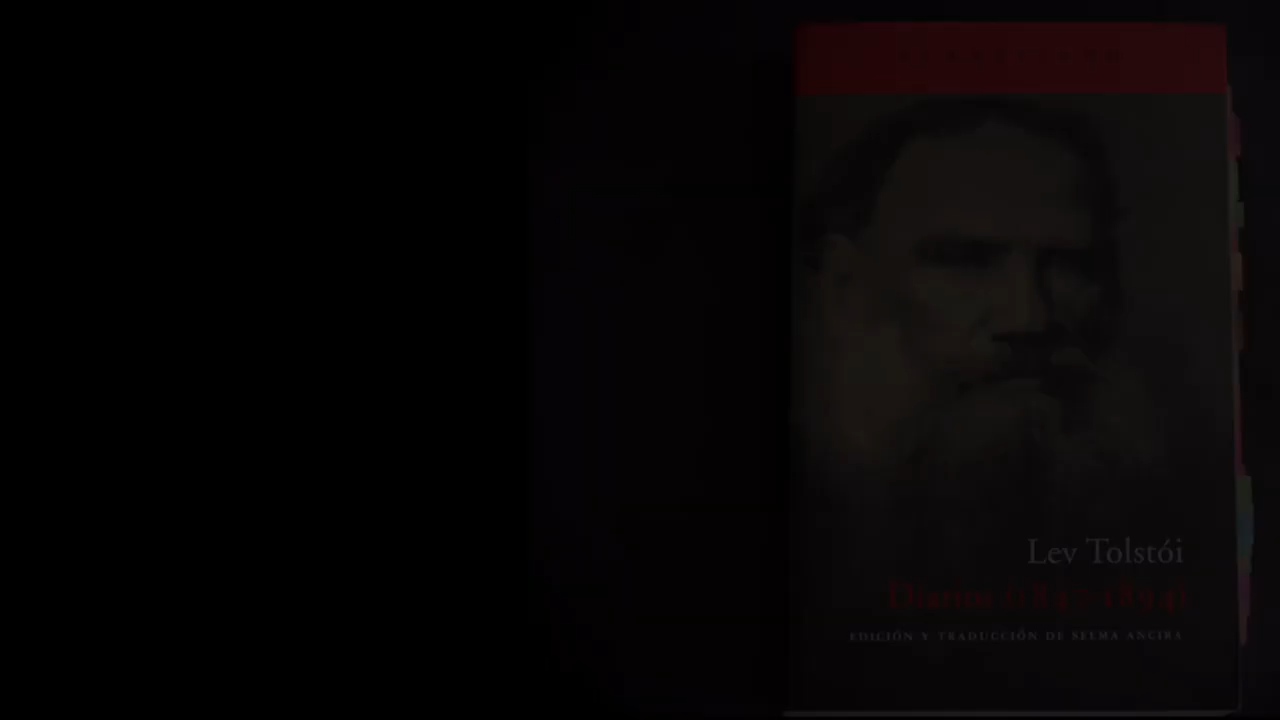 Lev Tolstói
Diarios (1847-1894)
EDICIÓN Y TRADUCCIÓN DE SELMA ANCIRA